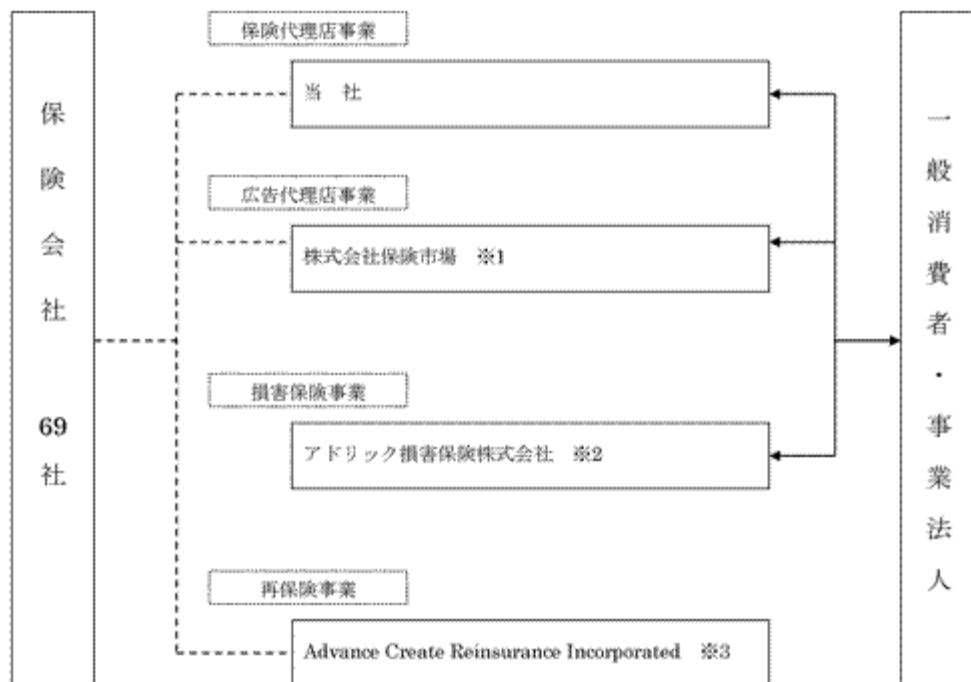 保険会社69社
保険代理店事業
当　社
広告代理店事業
株式会社保険市場　※1
損害保険事業
アドリック損害保険株式会社　※2
再保険事業
Advance Create Reinsurance Incorporated　※3
一般消費者・事業法人